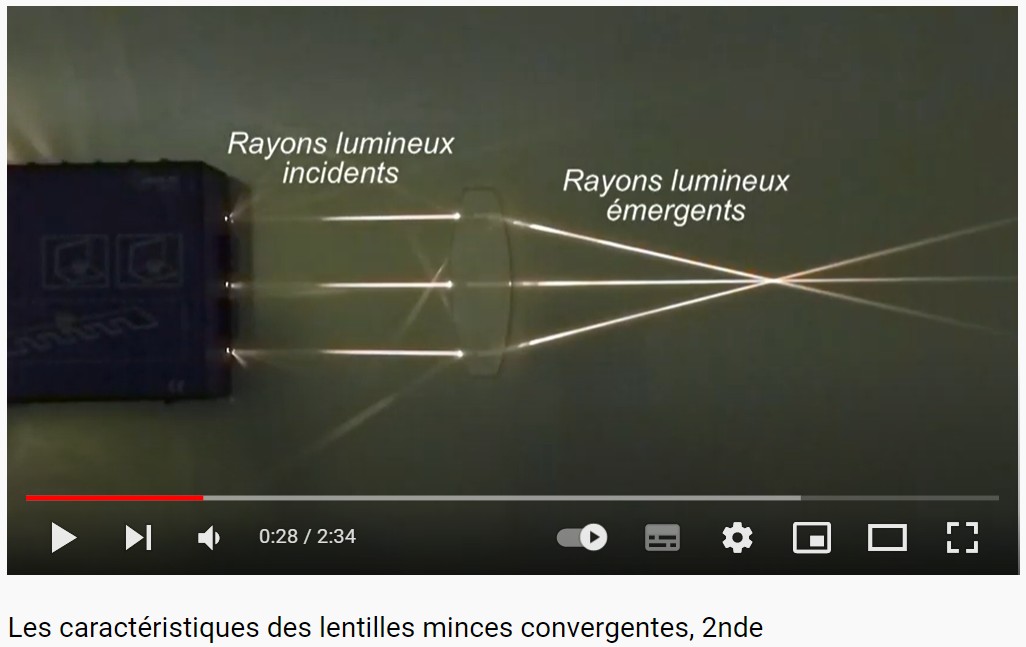 Rayons lumineux
incidents
Rayons lumineux
émergents
0:28 / 2:34
Les caractéristiques des lentilles minces convergentes, 2nde